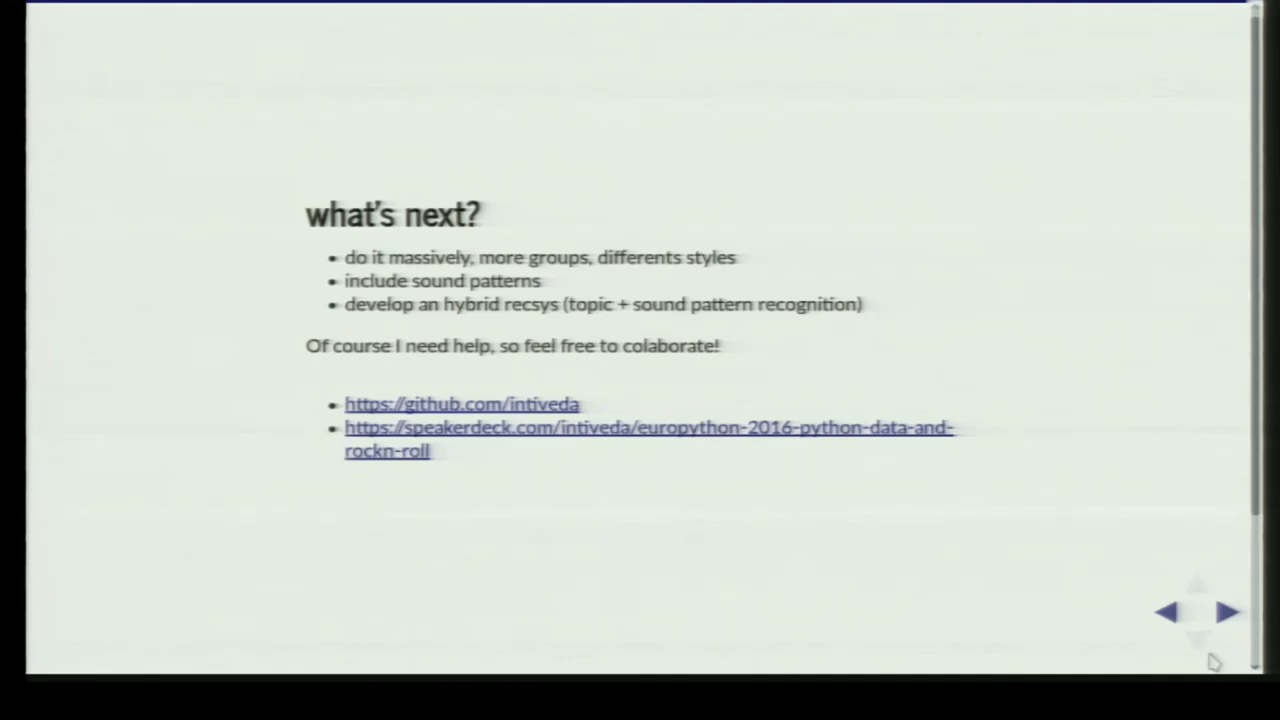 what's next?
• do it massively, more groups, differents styles
• include sound patterns
• develop an hybrid recsys (topic + sound pattern recognition)
Of course I need help, so feel free to colaborate!
• https://github.com/intiveda
• https://speakerdeck.com/intiveda/europython-2016-python-data-and-
rockn-roll